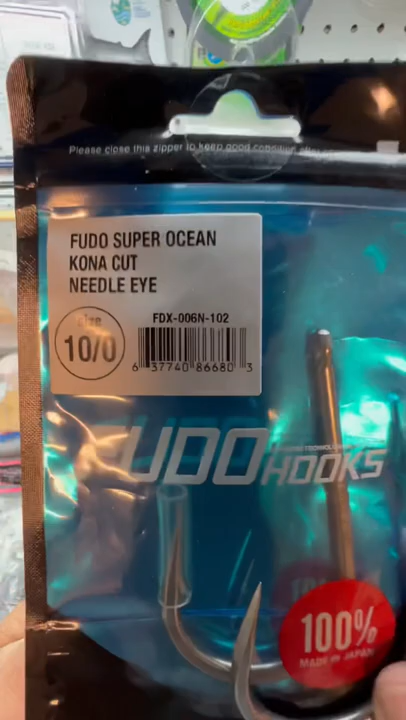 Please close this zipper to keep good condition after
FUDO SUPER OCEAN
KONA CUT
NEEDLE EYE
size
10/0
FDX-006N-102
6 37740 86680 3
FUDO HOOKS
100%
MADE IN JAPAN